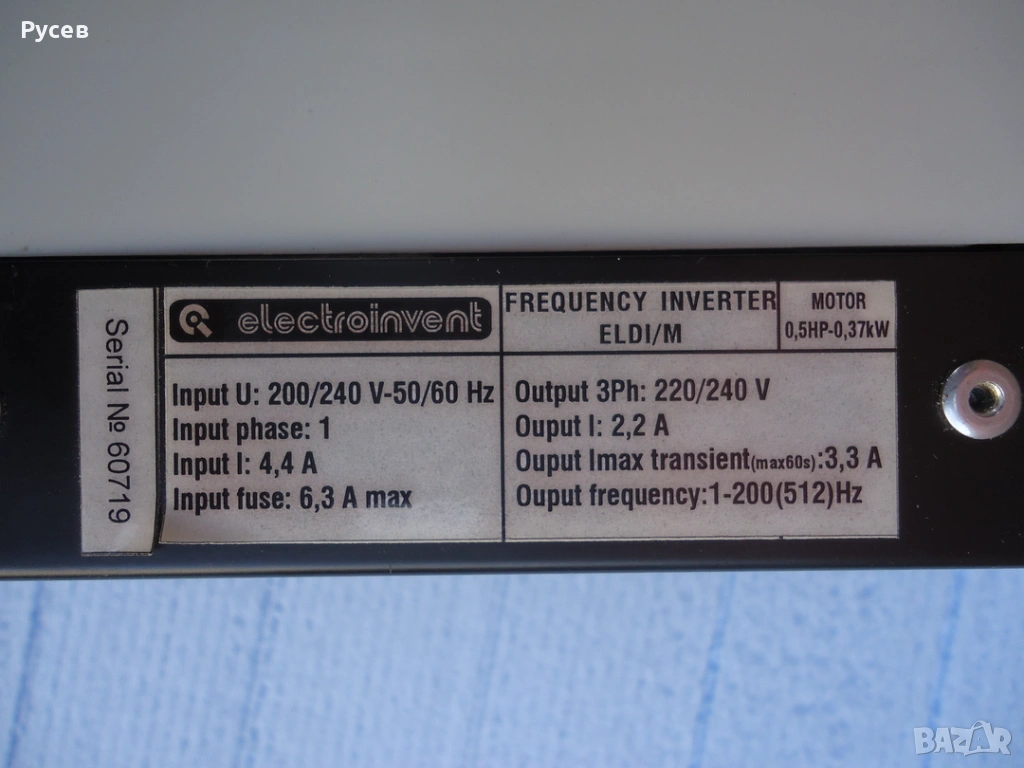 Русев
Serial № 60719
electroinvent
FREQUENCY INVERTER
ELDI/M
MOTOR
0,5HP-0,37kW
Input U: 200/240 V-50/60 Hz
Input phase: 1
Input I: 4,4 A
Input fuse: 6,3 A max
Output 3Ph: 220/240 V
Ouput I: 2,2 A
Ouput Imax transient(max60s):3,3 A
Ouput frequency:1-200(512)Hz
BAZAR